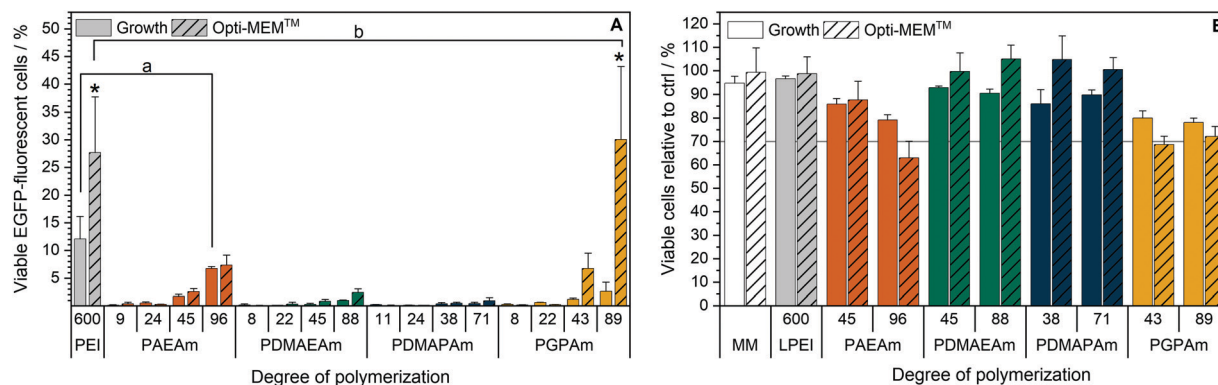 A
Growth Opti-MEM™
b
a
*
*
Viable EGFP-fluorescent cells / %
50
45
40
35
30
25
20
15
10
5
600 9 24 45 96 8 22 45 88 11 24 38 71 8 22 43 89
PEI PAEAm PDMAEAm PDMAPAm PGPAm
Degree of polymerization
Growth Opti-MEM™
Viable cells relative to ctrl / %
120
110
100
90
80
70
60
50
40
30
20
10
0
600 45 96 45 88 38 71 43 89
MM LPEI PAEAm PDMAEAm PDMAPAm PGPAm
Degree of polymerization